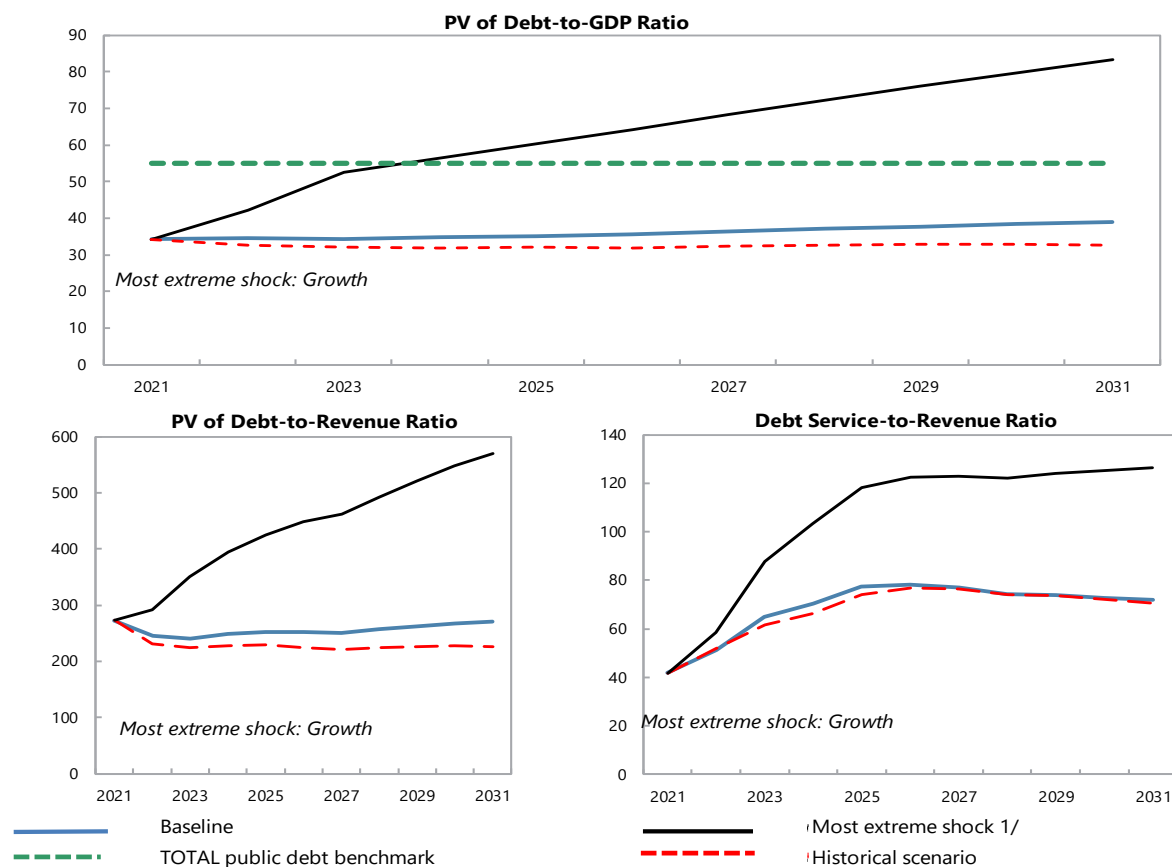 PV of Debt-to-GDP Ratio
90
80
70
60
50
40
30
20
10
0
Most extreme shock: Growth
2021 2023 2025 2027 2029 2031
PV of Debt-to-Revenue Ratio
600
500
400
300
200
100
0
Most extreme shock: Growth
2021 2023 2025 2027 2029 2031
Debt Service-to-Revenue Ratio
140
120
100
80
60
40
20
0
Most extreme shock: Growth
2021 2023 2025 2027 2029 2031
Baseline
Most extreme shock 1/
TOTAL public debt benchmark
Historical scenario